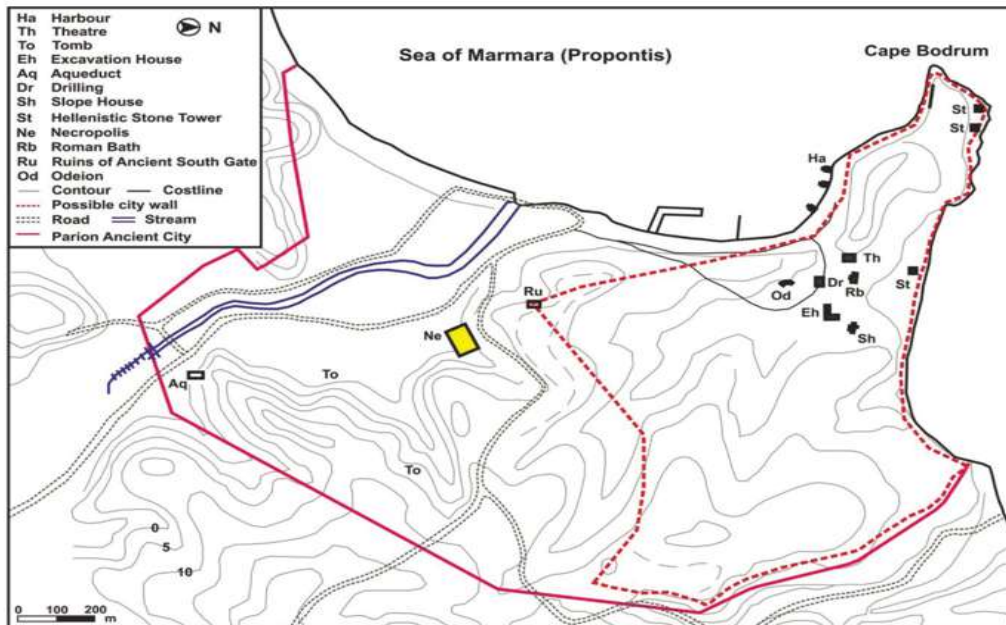 Ha Harbour
Th Theatre
To Tomb
Eh Excavation House
Aq Aqueduct
Dr Drilling
Sh Slope House
St Hellenistic Stone Tower
Ne Necropolis
Rb Roman Bath
Ru Ruins of Ancient South Gate
Od Odeion
Contour Costline
Possible city wall
Road Stream
Parion Ancient City
N
Sea of Marmara (Propontis)
Cape Bodrum
St
St
Ha
Th
Od
Dr
Rb
St
Eh
Sh
Ru
Ne
Aq
To
To
0
5
10
0 100 200 m